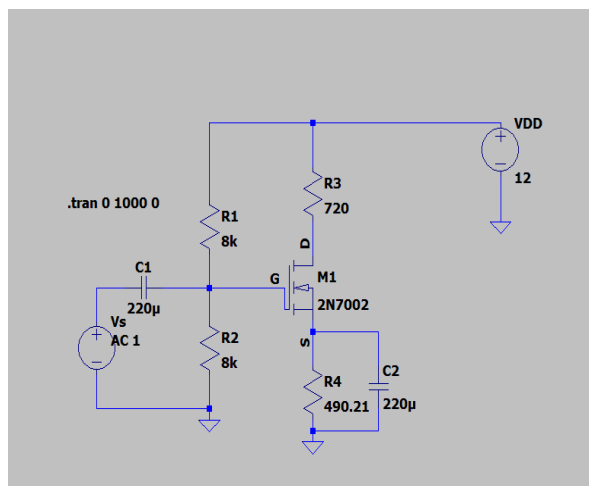 VDD
+
−
12
R3
720
.tran 0 1000 0
D
R1
8k
C1
220µ
G
M1
2N7002
Vs
+
−
AC 1
R2
8k
S
R4
490.21
C2
220µ